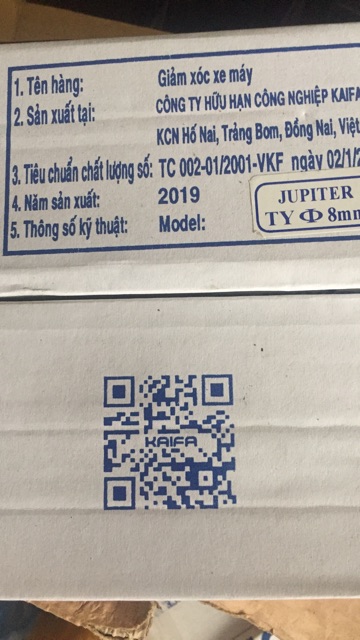 1. Tên hàng: Giảm xóc xe máy
2. Sản xuất tại: CÔNG TY HỮU HẠN CÔNG NGHIỆP KAIFA
KCN Hố Nai, Trảng Bom, Đồng Nai, Việt
3. Tiêu chuẩn chất lượng số: TC 002-01/2001-VKF ngày 02/1/2
4. Năm sản xuất: 2019
5. Thông số kỹ thuật: Model:
JUPITER
TY Φ 8mm
KAIFA